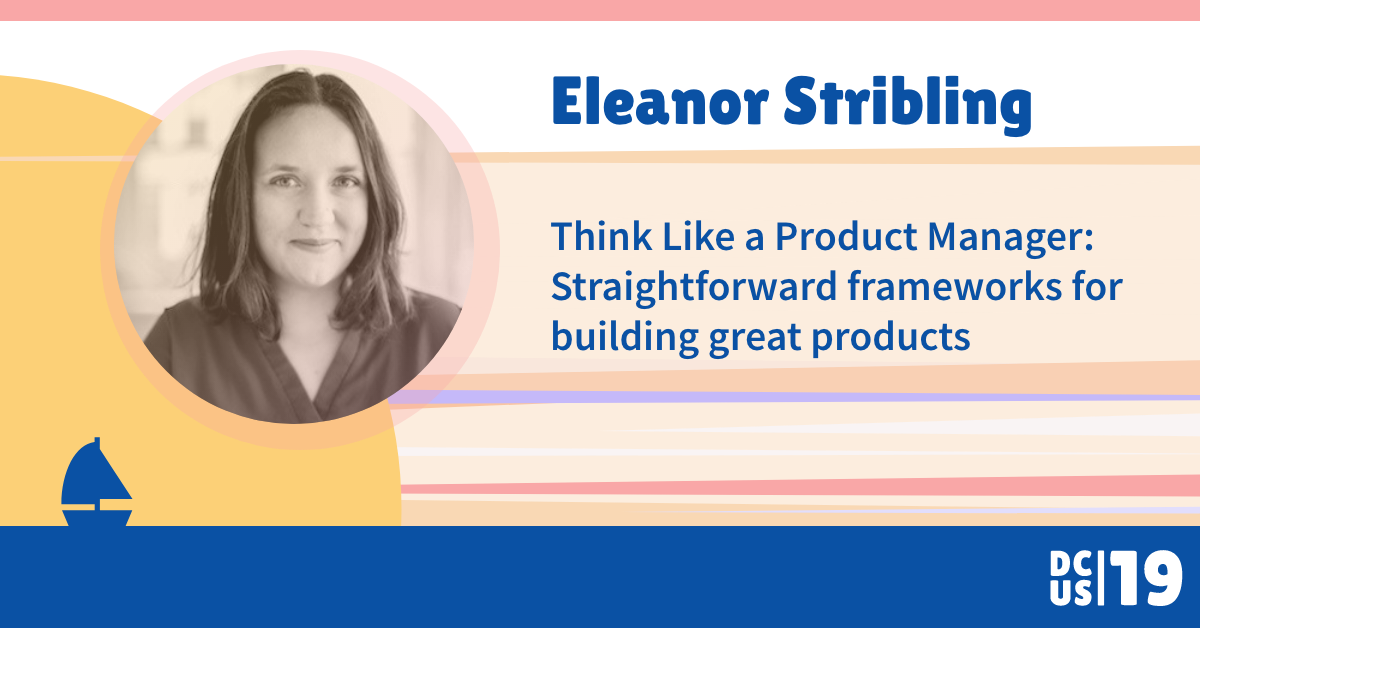 Eleanor Stribling
Think Like a Product Manager:
Straightforward frameworks for
building great products
DC
US
19